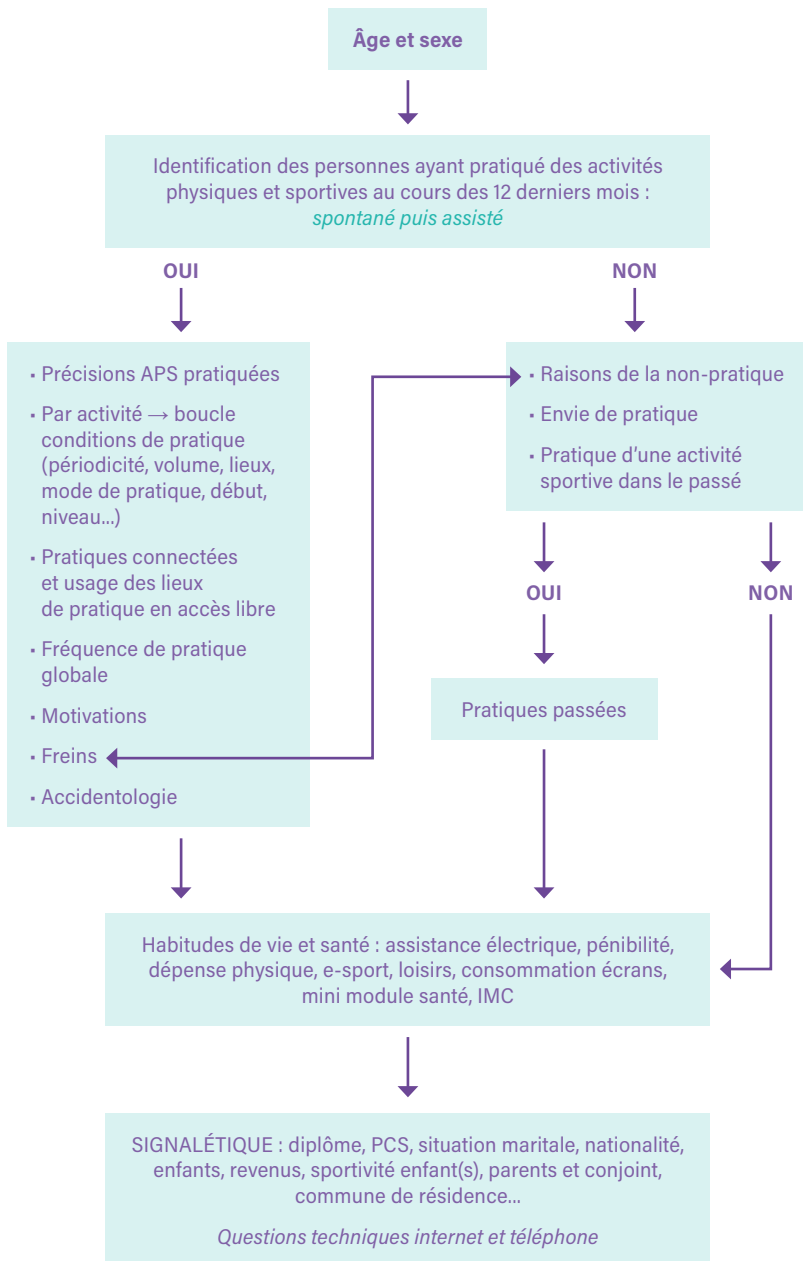 Âge et sexe
Identification des personnes ayant pratiqué des activités
physiques et sportives au cours des 12 derniers mois :
spontané puis assisté
OUI
NON
· Précisions APS pratiquées
· Par activité → boucle
conditions de pratique
(périodicité, volume, lieux,
mode de pratique, début,
niveau...)
· Pratiques connectées
et usage des lieux
de pratique en accès libre
· Fréquence de pratique
globale
· Motivations
· Freins
· Accidentologie
· Raisons de la non-pratique
· Envie de pratique
· Pratique d’une activité
sportive dans le passé
OUI
NON
Pratiques passées
Habitudes de vie et santé : assistance électrique, pénibilité,
dépense physique, e-sport, loisirs, consommation écrans,
mini module santé, IMC
SIGNALÉTIQUE : diplôme, PCS, situation maritale, nationalité,
enfants, revenus, sportivité enfant(s), parents et conjoint,
commune de résidence...
Questions techniques internet et téléphone